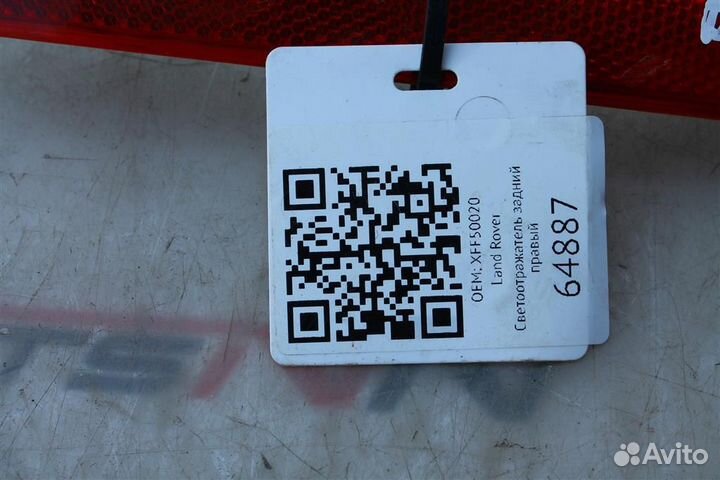 OEM: XFF50020
Land Rover
Светоотражатель задний
правый
64887
Avito